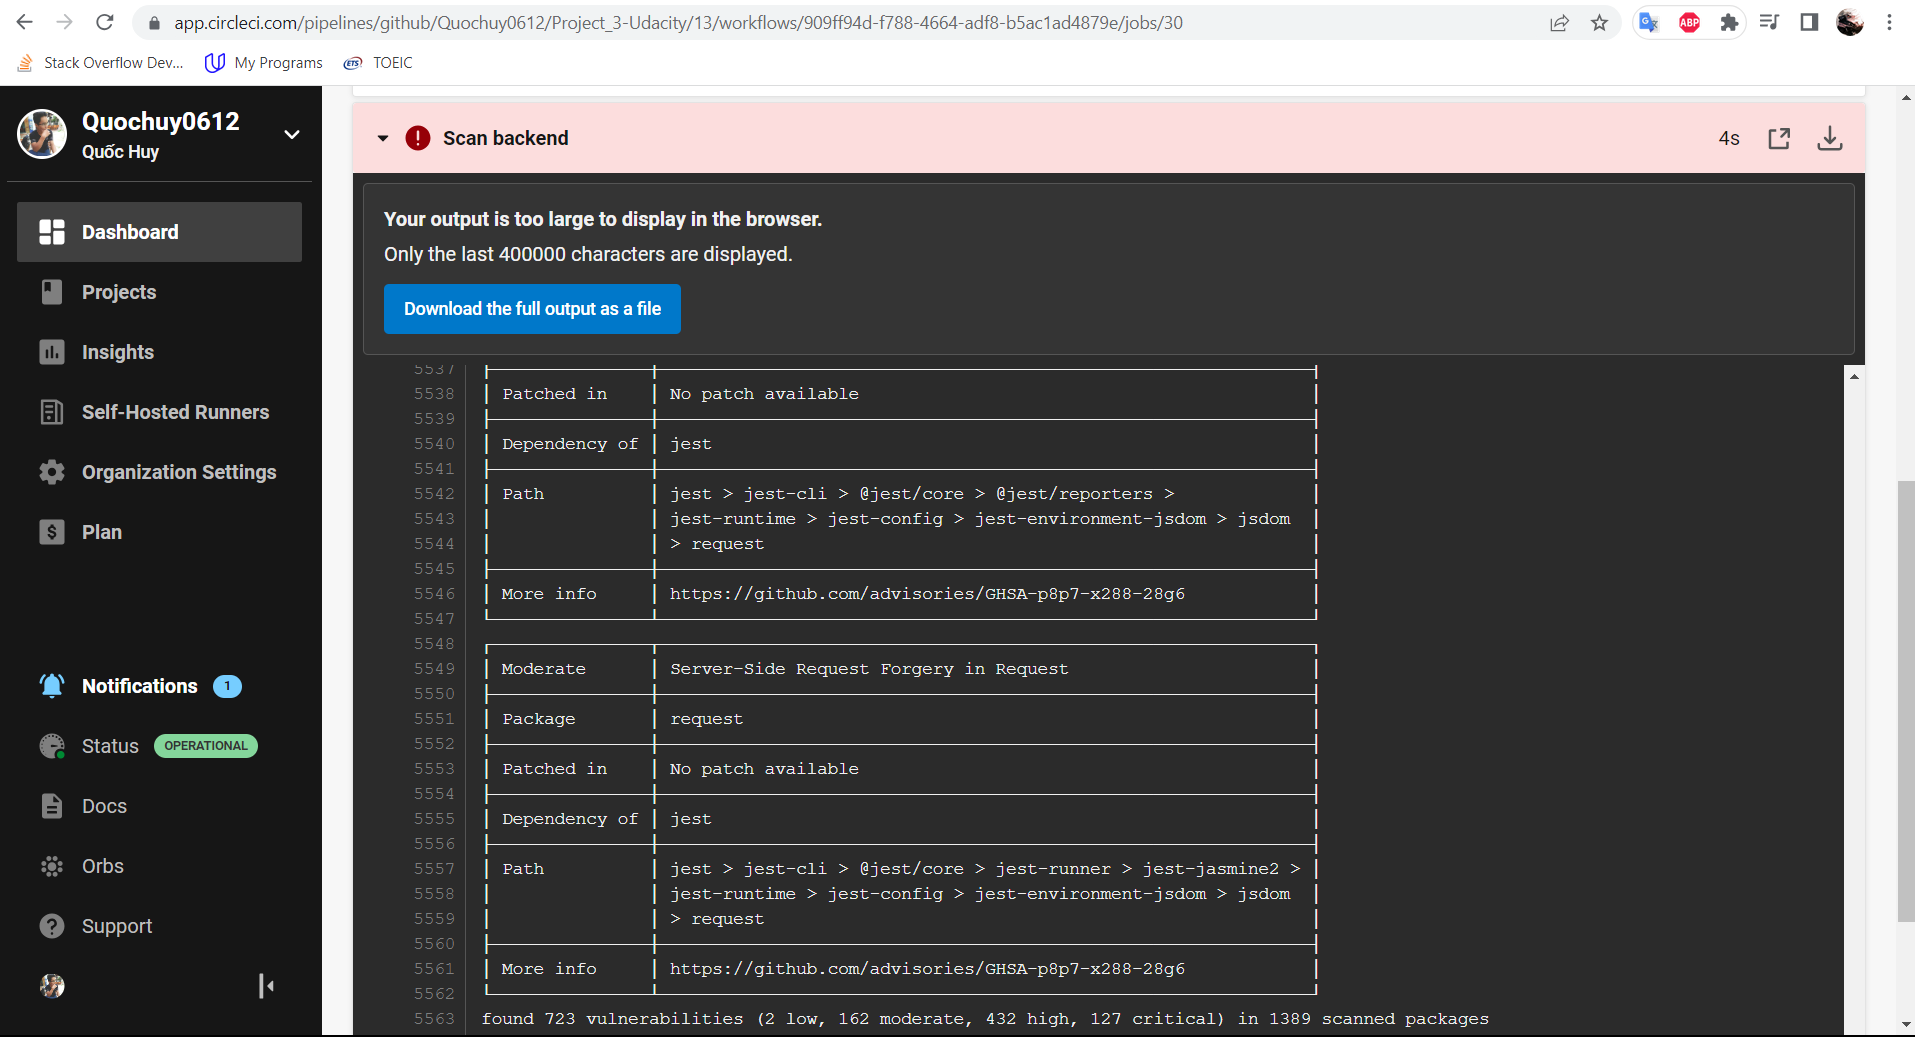 app.circleci.com/pipelines/github/Quochuy0612/Project_3-Udacity/13/workflows/909ff94d-f788-4664-adf8-b5ac1ad4879e/jobs/30
ABP
Stack Overflow Dev...
My Programs
ETS
TOEIC
Quochuy0612
Quốc Huy
Dashboard
Projects
Insights
Self-Hosted Runners
Organization Settings
Plan
Notifications 1
Status OPERATIONAL
Docs
Orbs
Support
Scan backend 4s
Your output is too large to display in the browser.
Only the last 400000 characters are displayed.
Download the full output as a file
5537
5538 Patched in No patch available
5539
5540 Dependency of jest
5541
5542 Path jest > jest-cli > @jest/core > @jest/reporters >
5543 jest-runtime > jest-config > jest-environment-jsdom > jsdom
5544 > request
5545
5546 More info https://github.com/advisories/GHSA-p8p7-x288-28g6
5547
5548
5549 Moderate Server-Side Request Forgery in Request
5550
5551 Package request
5552
5553 Patched in No patch available
5554
5555 Dependency of jest
5556
5557 Path jest > jest-cli > @jest/core > jest-runner > jest-jasmine2 >
5558 jest-runtime > jest-config > jest-environment-jsdom > jsdom
5559 > request
5560
5561 More info https://github.com/advisories/GHSA-p8p7-x288-28g6
5562
5563 found 723 vulnerabilities (2 low, 162 moderate, 432 high, 127 critical) in 1389 scanned packages